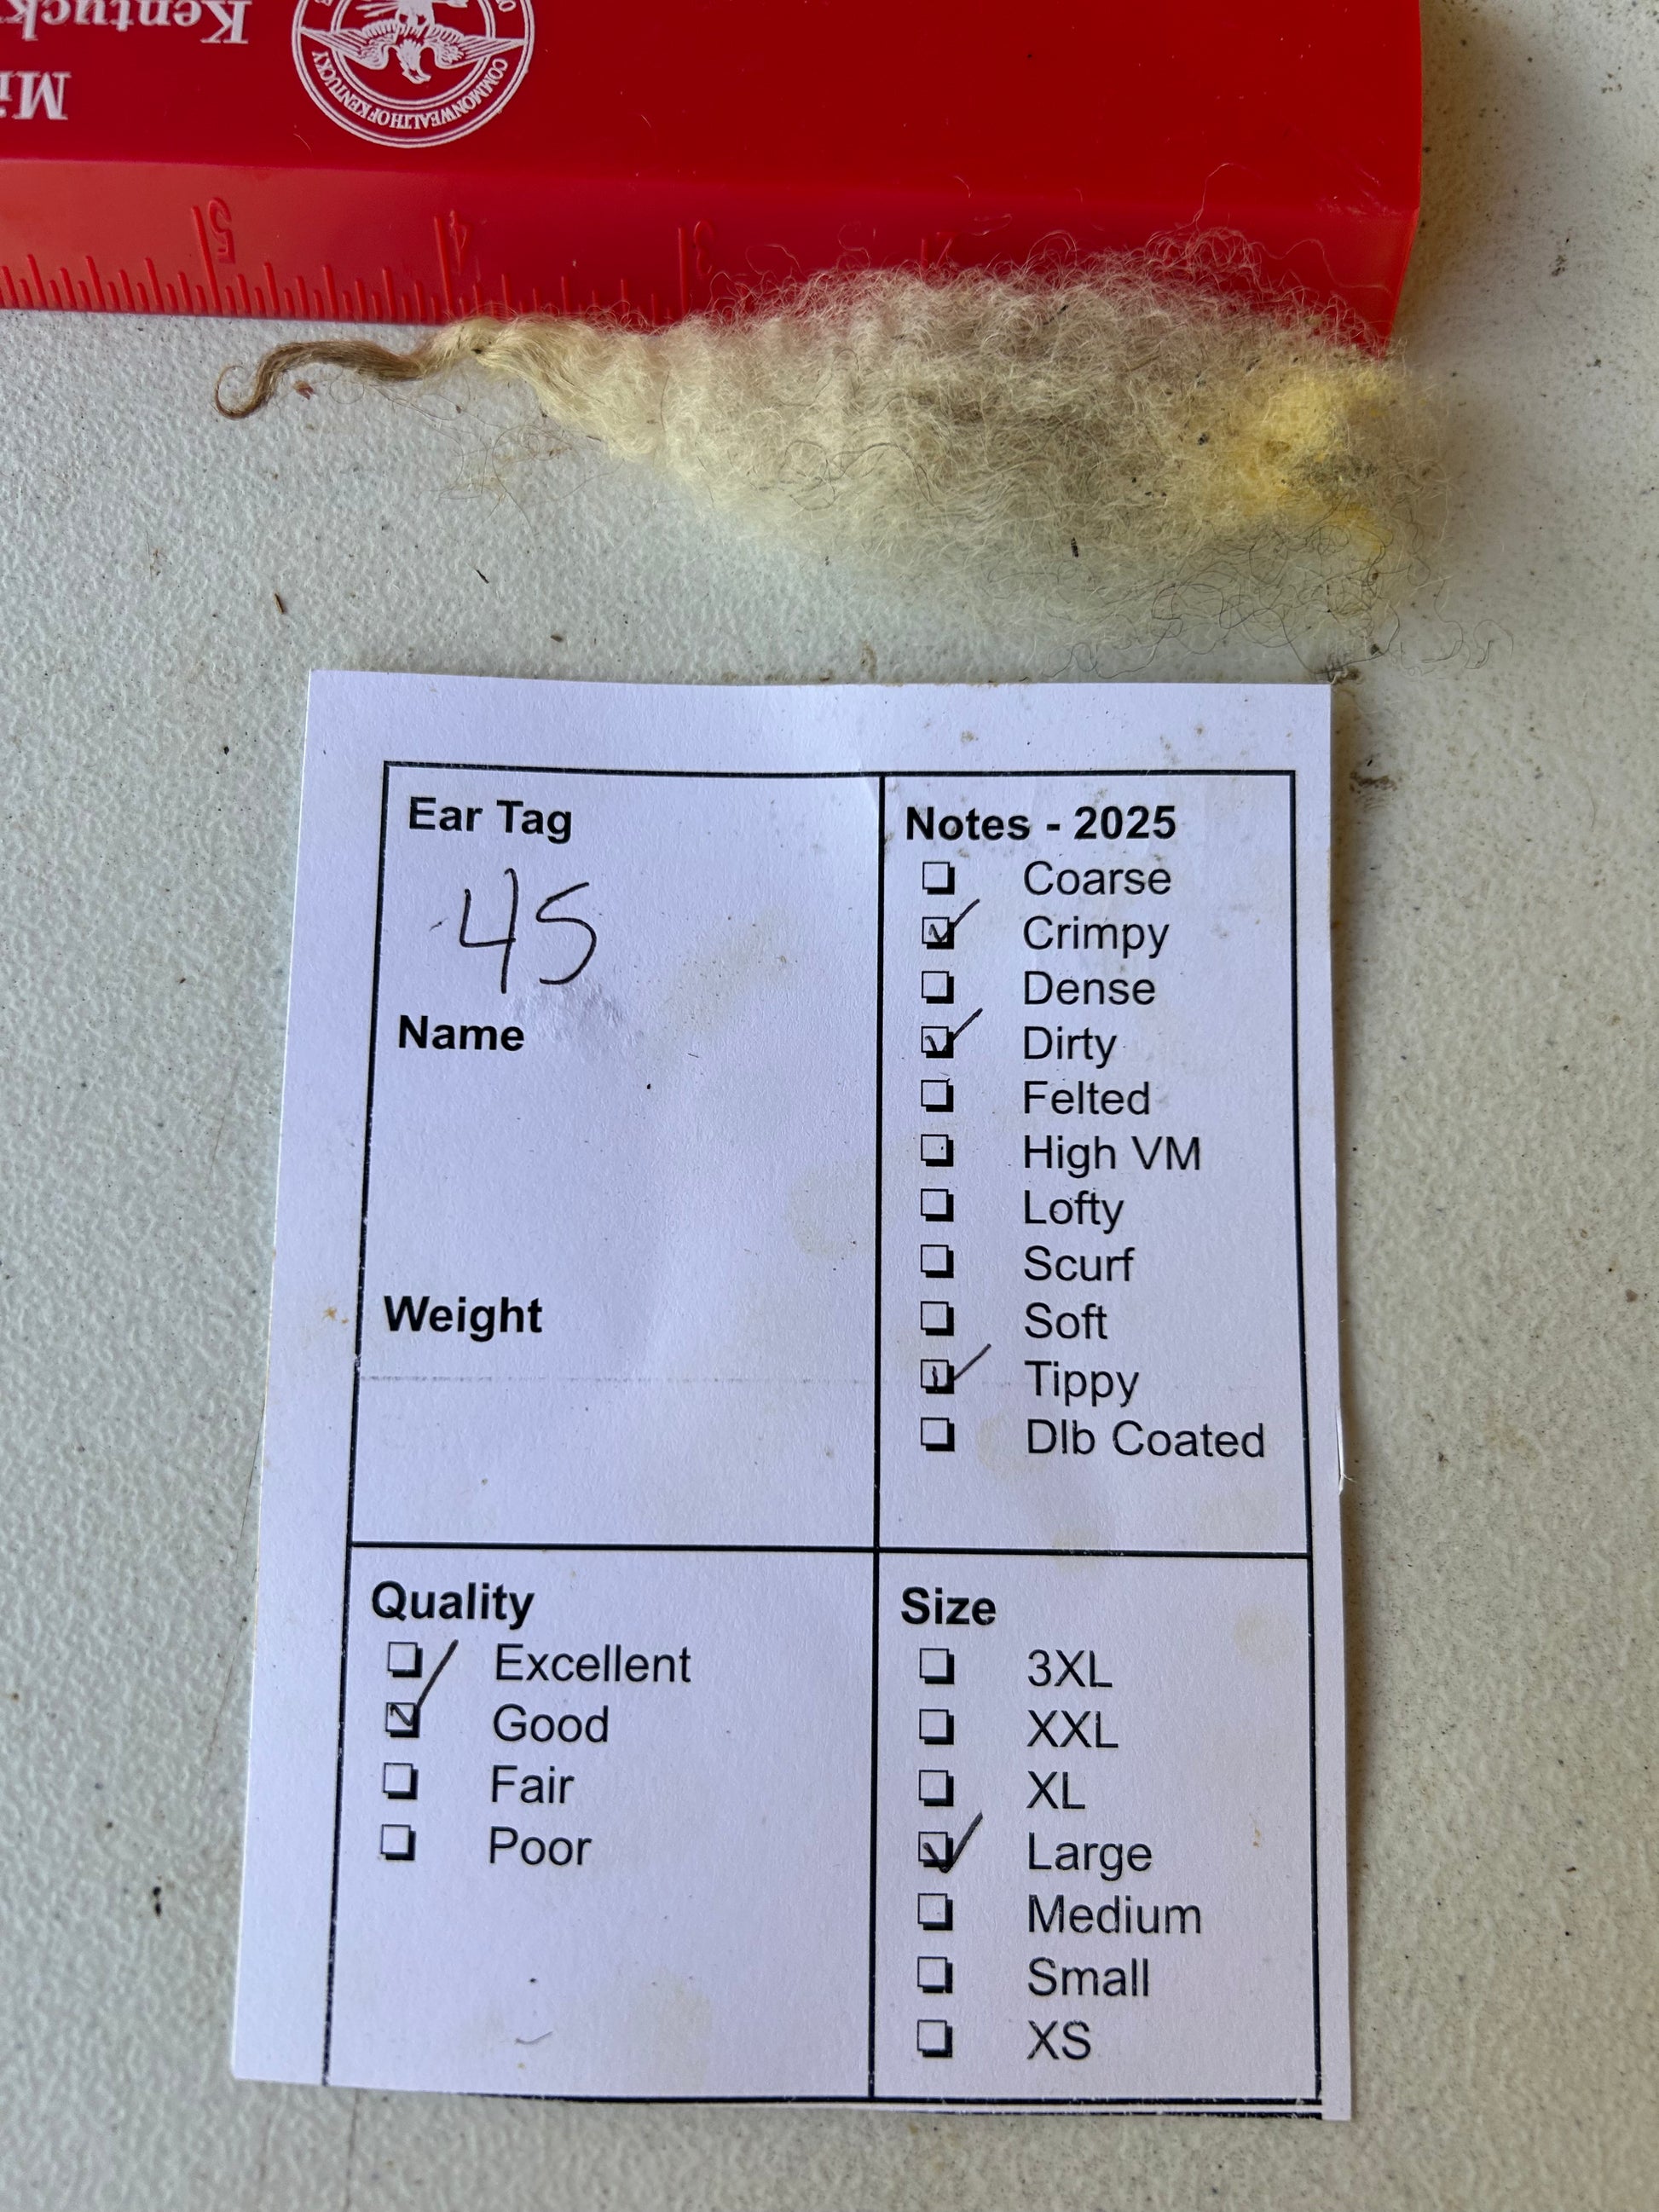 Kentuck
Mi
COMMONWEALTH OF KENTUCKY
5 4 3 2
Ear Tag
45
Name
Weight
Notes - 2025
Coarse
Crimpy
Dense
Dirty
Felted
High VM
Lofty
Scurf
Soft
Tippy
Dlb Coated
Quality
Excellent
Good
Fair
Poor
Size
3XL
XXL
XL
Large
Medium
Small
XS